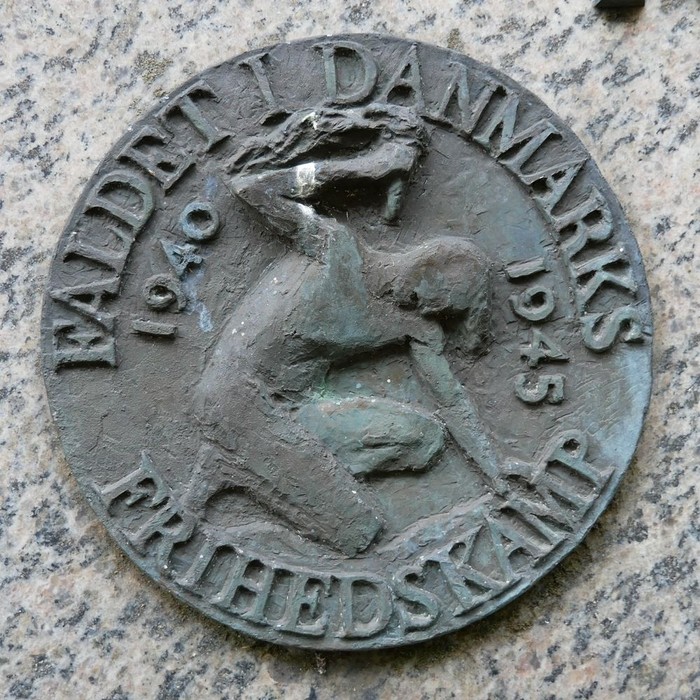 FALDET I DANMARKS
1940
1945
FRIHEDSKAMP